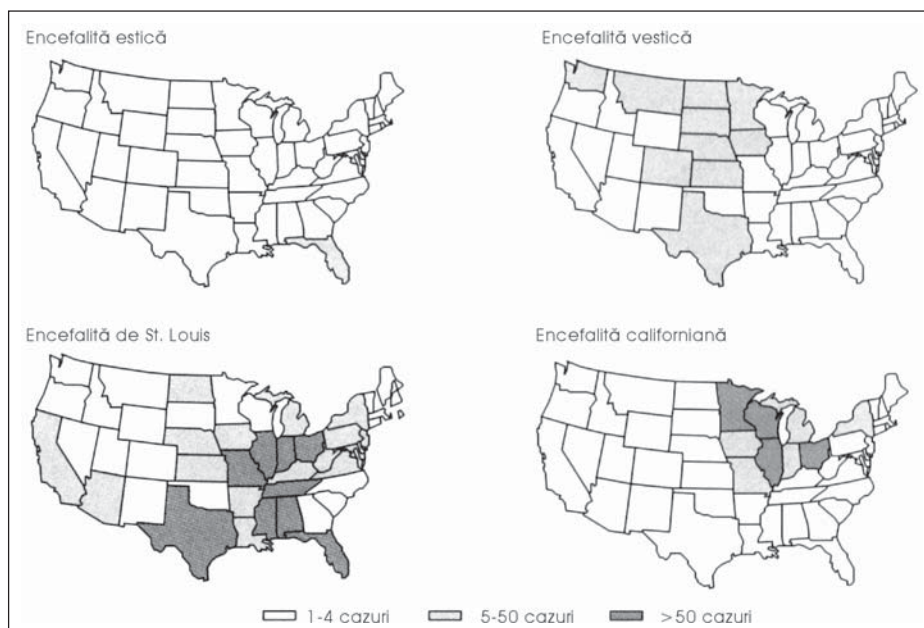 Encefalită estică
Encefalită vestică
Encefalită de St. Louis
Encefalită californiană
1-4 cazuri
5-50 cazuri
>50 cazuri